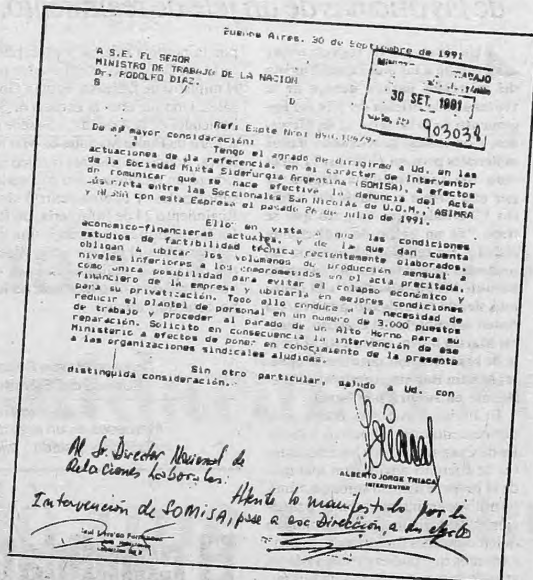 Buenos Aires, 30 de Septiembre de 1991
A S.E. EL SEÑOR
MINISTRO DE TRABAJO DE LA NACION
Dr. RODOLFO DIAZ
S D
TRABAJO
30 SET. 1991
903038
Ref: Expte Nro:
De mi mayor consideración:
Tengo el agrado de dirigirme a Ud. en las
actuaciones de la referencia, en mi carácter de Interventor
de la Sociedad Mixta Siderurgia Argentina (SOMISA), a efectos
de comunicar que se hace efectiva la denuncia del Acta
suscripta entre las Seccionales San Nicolás de U.O.M., ASIMRA
y con esta Empresa el pasado 26 de julio de 1991.
Ello en vista a que las condiciones
económico-financieras actuales, y de la que dan cuenta
estudios de factibilidad técnica recientemente elaborados,
obligan a ubicar los volúmenes de producción mensual a
niveles inferiores a los comprometidos en el acta precitada,
como única posibilidad para evitar el colapso económico y
financiero de la empresa y ubicarla en mejores condiciones
para su privatización. Todo ello conduce a la necesidad de
reducir el plantel de personal en un número de 3.000 puestos
de trabajo y proceder al parado de un Alto Horno para su
reparación. Solicito en consecuencia la intervención de ese
Ministerio a efectos de poner en conocimiento de la presente
a las organizaciones sindicales aludidas.
Sin otro particular, saludo a Ud. con
distinguida consideración.
ALBERTO JORGE TRIACA
INTERVENTOR
Al Sr. Director Nacional de
Relaciones Laborales:
Atento lo manifestado por la
Intervención de SOMISA, pase a esa Dirección, a sus efectos